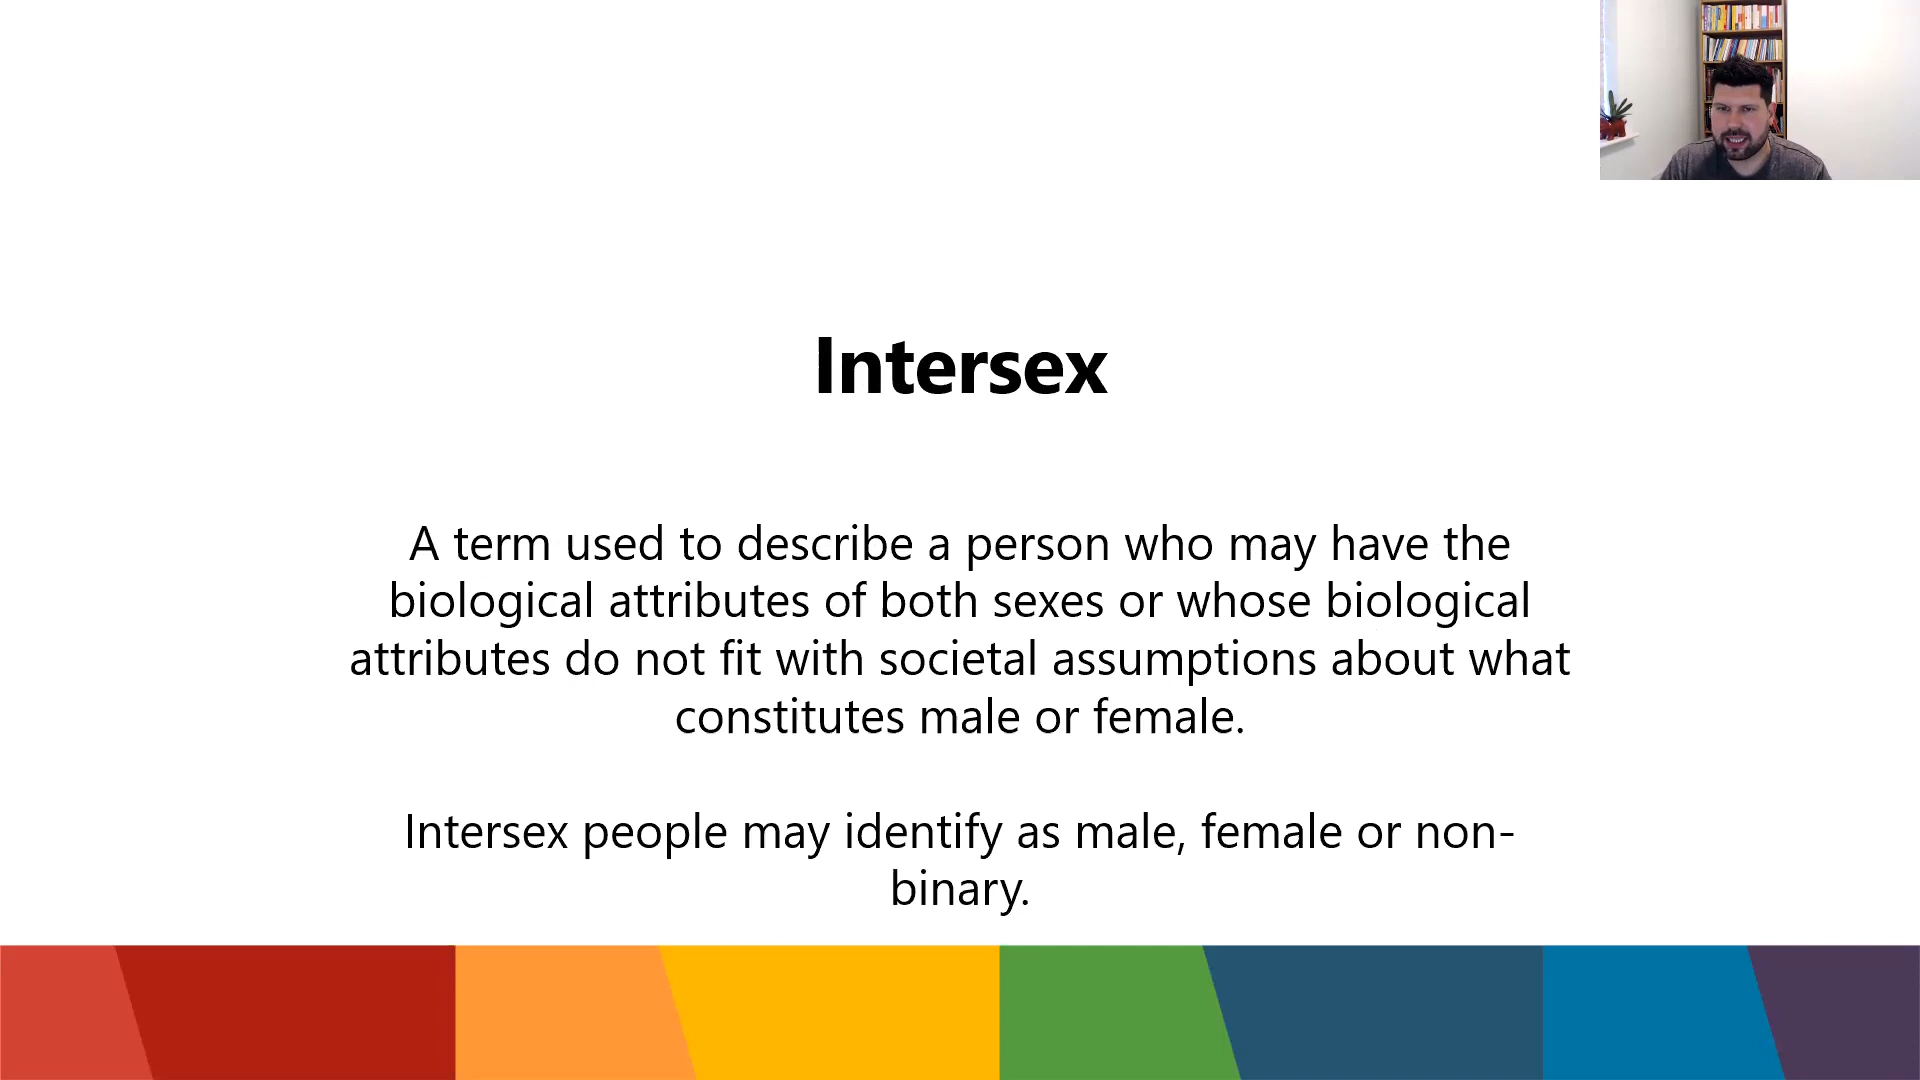 Intersex
A term used to describe a person who may have the
biological attributes of both sexes or whose biological
attributes do not fit with societal assumptions about what
constitutes male or female.
Intersex people may identify as male, female or non-
binary.